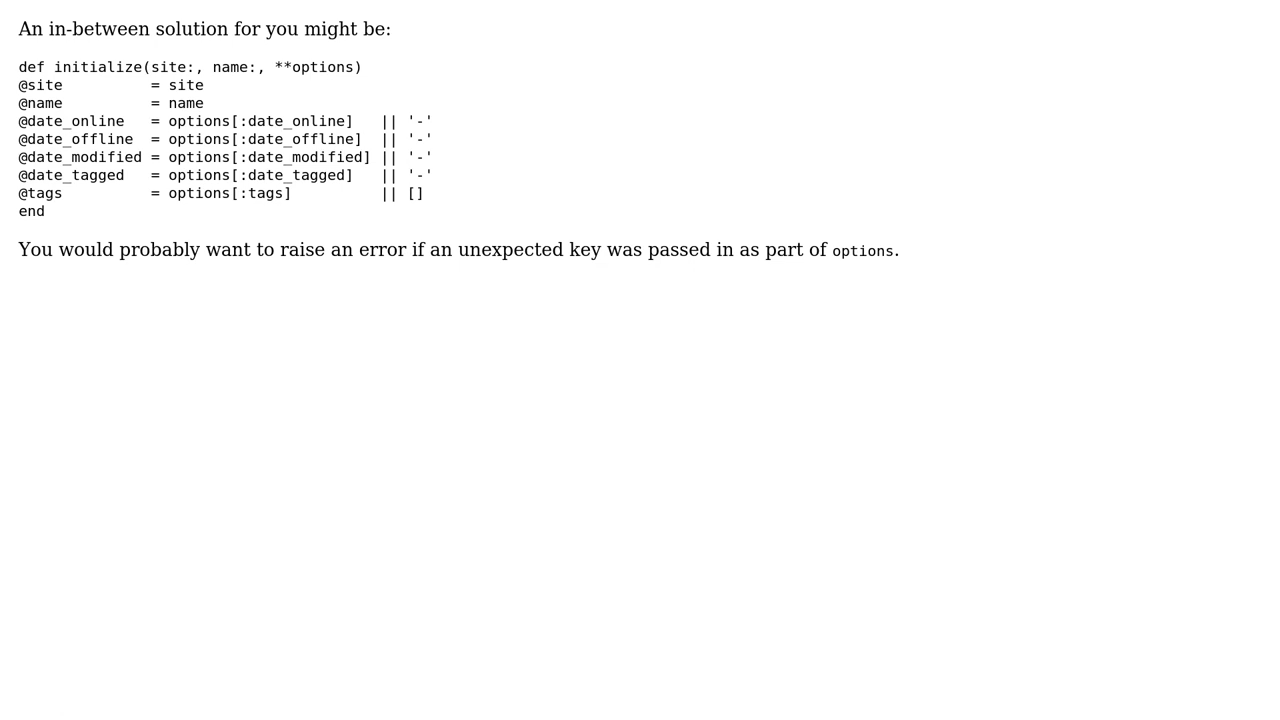 An in-between solution for you might be:
def initialize(site:, name:, **options)
@site          = site
@name          = name
@date_online   = options[:date_online]   || '-'
@date_offline  = options[:date_offline]  || '-'
@date_modified = options[:date_modified] || '-'
@date_tagged   = options[:date_tagged]   || '-'
@tags          = options[:tags]          || []
end
You would probably want to raise an error if an unexpected key was passed in as part of options.